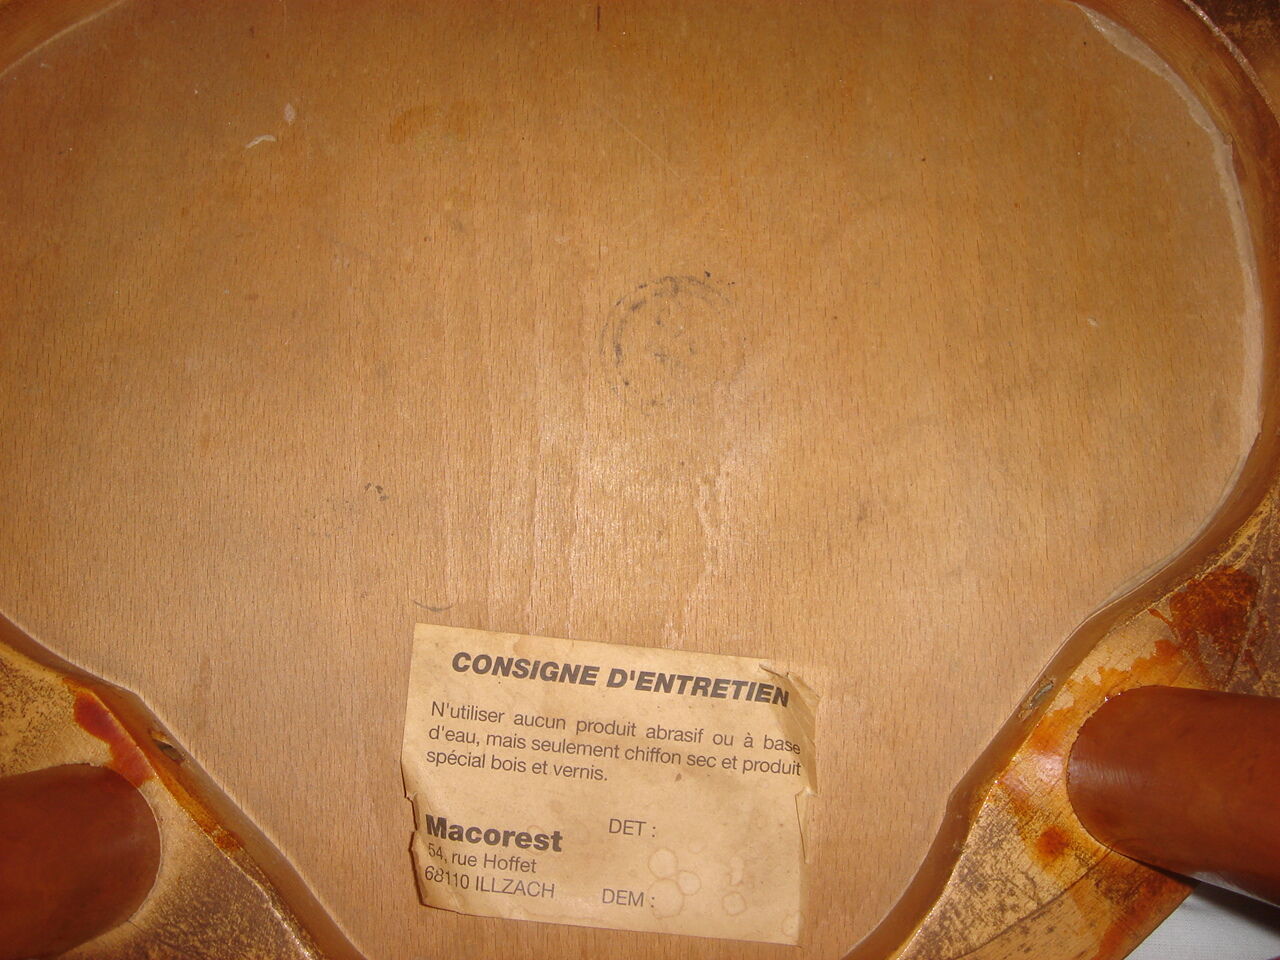 CONSIGNE D'ENTRETIEN
N'utiliser aucun produit abrasif ou à base
d'eau, mais seulement chiffon sec et produit
spécial bois et vernis.
Macorest
54, rue Hoffet
68110 ILLZACH
DET :
DEM :